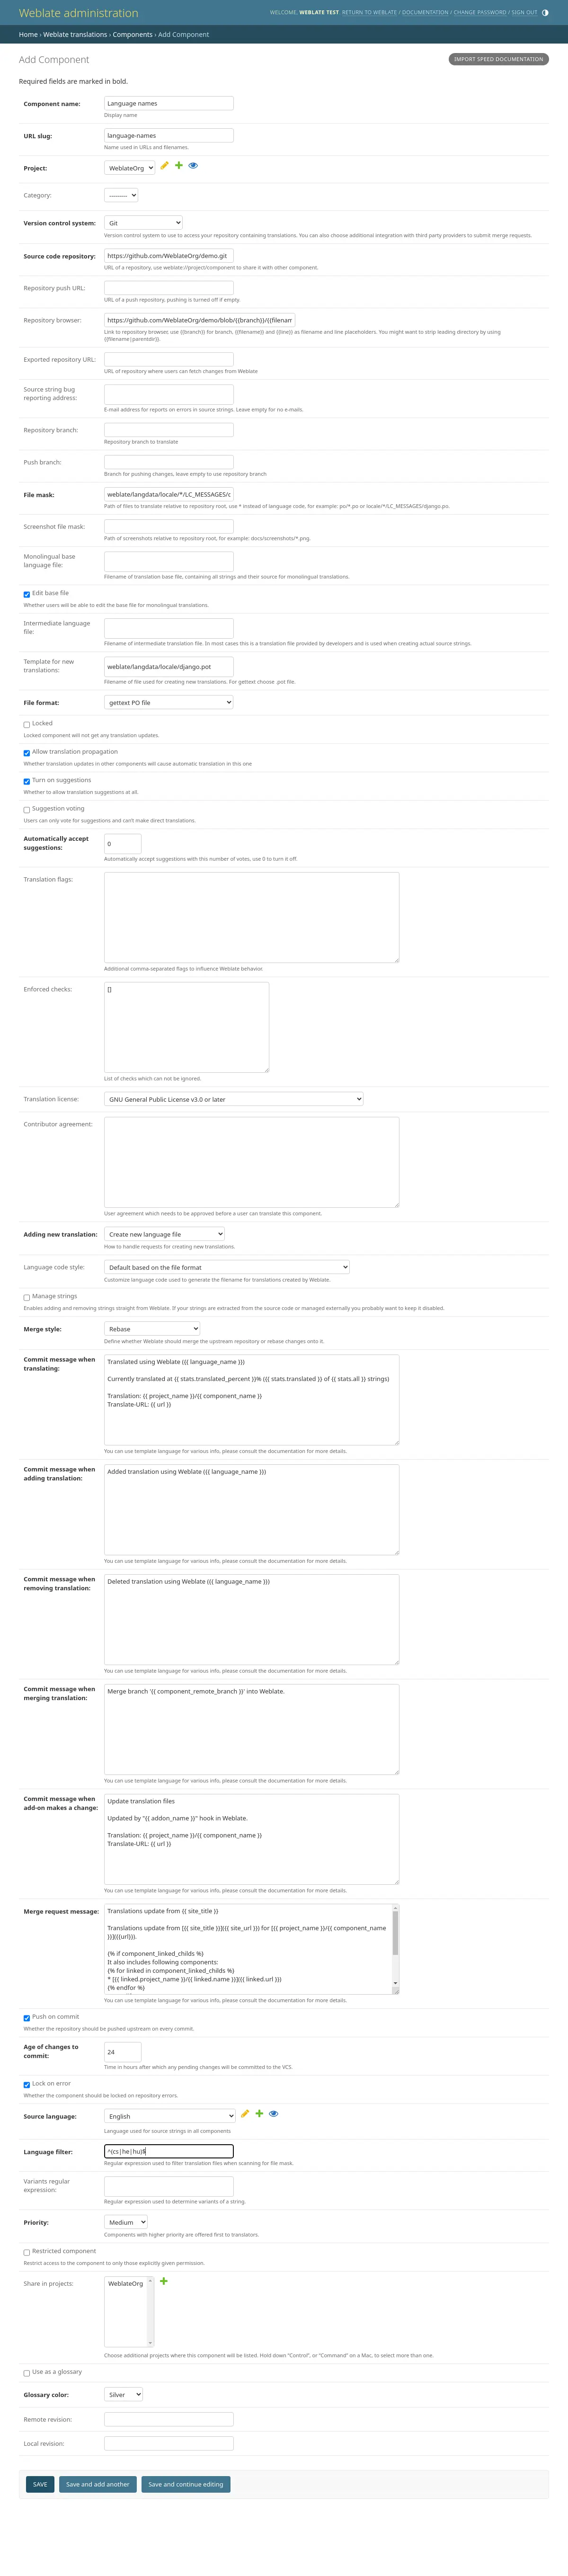 Weblate administration
WELCOME, WEBLATE TEST. RETURN TO WEBLATE / DOCUMENTATION / CHANGE PASSWORD / SIGN OUT
Home › Weblate translations › Components › Add Component
Add Component
IMPORT SPEED DOCUMENTATION
Required fields are marked in bold.
Component name:
Language names
Display name
URL slug:
language-names
Name used in URLs and filenames.
Project:
WeblateOrg
Category:
---------
Version control system:
Git
Version control system to use to access your repository containing translations. You can also choose additional integration with third party providers to submit merge requests.
Source code repository:
https://github.com/WeblateOrg/demo.git
URL of a repository, use weblate://project/component to share it with other component.
Repository push URL:
URL of a push repository, pushing is turned off if empty
Repository browser:
https://github.com/WeblateOrg/demo/blob/{{branch}}/{{filenam
Link to repository browser, use {{branch}} for branch, {{filename}} and {{line}} as filename and line placeholders. You might want to strip leading directory by using
{{filename|parentdir}}.
Exported repository URL:
URL of repository where users can fetch changes from Weblate
Source string bug
reporting address:
E-mail address for reports on errors in source strings. Leave empty for no e-mails.
Repository branch:
Repository branch to translate
Push branch:
Branch for pushing changes, leave empty to use repository branch
File mask:
weblate/langdata/locale/*/LC_MESSAGES/c
Path of files to translate relative to repository root, use * instead of language code, for example: po/*.po or locale/*/LC_MESSAGES/django.po.
Screenshot file mask:
Path of screenshots relative to repository root, for example: docs/screenshots/*.png.
Monolingual base
language file:
Filename of translation base file, containing all strings and their source for monolingual translations.
Edit base file
Whether users will be able to edit the base file for monolingual translations.
Intermediate language
file:
Filename of intermediate translation file. In most cases this is a translation file provided by developers and is used when creating actual source strings.
Template for new
translations:
weblate/langdata/locale/django.pot
Filename of file used for creating new translations. For gettext choose .pot file.
File format:
gettext PO file
Locked
Locked component will not get any translation updates.
Allow translation propagation
Whether translation updates in other components will cause automatic translation in this one
Turn on suggestions
Whether to allow translation suggestions at all.
Suggestion voting
Users can only vote for suggestions and can't make direct translations.
Automatically accept
suggestions:
0
Automatically accept suggestions with this number of votes, use 0 to turn it off.
Translation flags:
Additional comma-separated flags to influence Weblate behavior.
Enforced checks:
[]
List of checks which can not be ignored.
Translation license:
GNU General Public License v3.0 or later
Contributor agreement:
User agreement which needs to be approved before a user can translate this component.
Adding new translation:
Create new language file
How to handle requests for creating new translations.
Language code style:
Default based on the file format
Customize language code used to generate the filename for translations created by Weblate.
Manage strings
Enables adding and removing strings straight from Weblate. If your strings are extracted from the source code or managed externally you probably want to keep it disabled.
Merge style:
Rebase
Define whether Weblate should merge the upstream repository or rebase changes onto it.
Commit message when
translating:
Translated using Weblate ({{ language_name }})
Currently translated at {{ stats.translated_percent }}% ({{ stats.translated }} of {{ stats.all }} strings)
Translation: {{ project_name }}/{{ component_name }}
Translate-URL: {{ url }}
You can use template language for various info, please consult the documentation for more details.
Commit message when
adding translation:
Added translation using Weblate ({{ language_name }})
You can use template language for various info, please consult the documentation for more details.
Commit message when
removing translation:
Deleted translation using Weblate ({{ language_name }})
You can use template language for various info, please consult the documentation for more details.
Commit message when
merging translation:
Merge branch '{{ component_remote_branch }}' into Weblate.
You can use template language for various info, please consult the documentation for more details.
Commit message when
add-on makes a change:
Update translation files
Updated by "{{ addon_name }}" hook in Weblate.
Translation: {{ project_name }}/{{ component_name }}
Translate-URL: {{ url }}
You can use template language for various info, please consult the documentation for more details.
Merge request message:
Translations update from {{ site_title }}
Translations update from [{{ site_title }}]({{ site_url }}) for [{{ project_name }}/{{ component_name
}}]({{url}}).
{% if component_linked_childs %}
It also includes following components:
{% for linked in component_linked_childs %}
* [{{ linked.project_name }}/{{ linked.name }}]({{ linked.url }})
{% endfor %}
You can use template language for various info, please consult the documentation for more details.
Push on commit
Whether the repository should be pushed upstream on every commit.
Age of changes to
commit:
24
Time in hours after which any pending changes will be committed to the VCS.
Lock on error
Whether the component should be locked on repository errors.
Source language:
English
Language used for source strings in all components
Language filter:
^(cs|he|hu)$
Regular expression used to filter translation files when scanning for file mask.
Variants regular
expression:
Regular expression used to determine variants of a string.
Priority:
Medium
Components with higher priority are offered first to translators.
Restricted component
Restrict access to the component to only those explicitly given permission.
Share in projects:
WeblateOrg
Choose additional projects where this component will be listed. Hold down "Control", or "Command" on a Mac, to select more than one.
Use as a glossary
Glossary color:
Silver
Remote revision:
Local revision:
SAVE
Save and add another
Save and continue editing